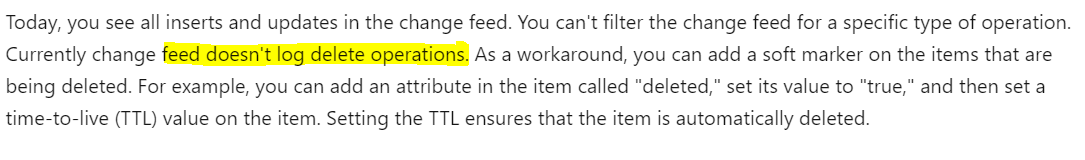 Today, you see all inserts and updates in the change feed. You can't filter the change feed for a specific type of operation.
Currently change feed doesn't log delete operations. As a workaround, you can add a soft marker on the items that are
being deleted. For example, you can add an attribute in the item called "deleted," set its value to "true," and then set a
time-to-live (TTL) value on the item. Setting the TTL ensures that the item is automatically deleted.